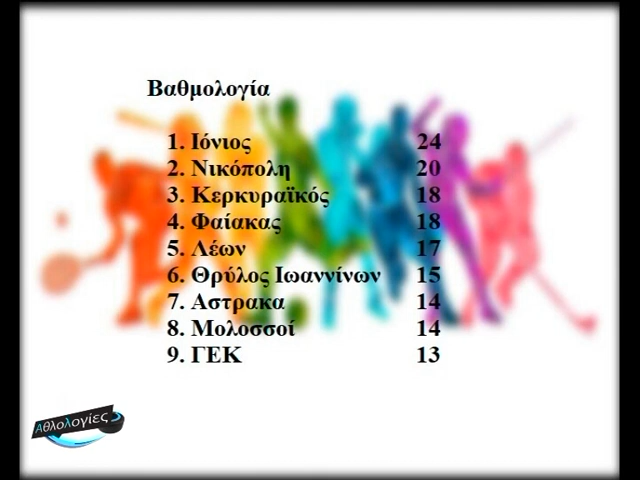 Βαθμολογία
1. Ιόνιος 24
2. Νικόπολη 20
3. Κερκυραϊκός 18
4. Φαίακας 18
5. Λέων 17
6. Θρύλος Ιωαννίνων 15
7. Αστρακα 14
8. Μολοσσοί 14
9. ΓΕΚ 13
Αθλολογίες